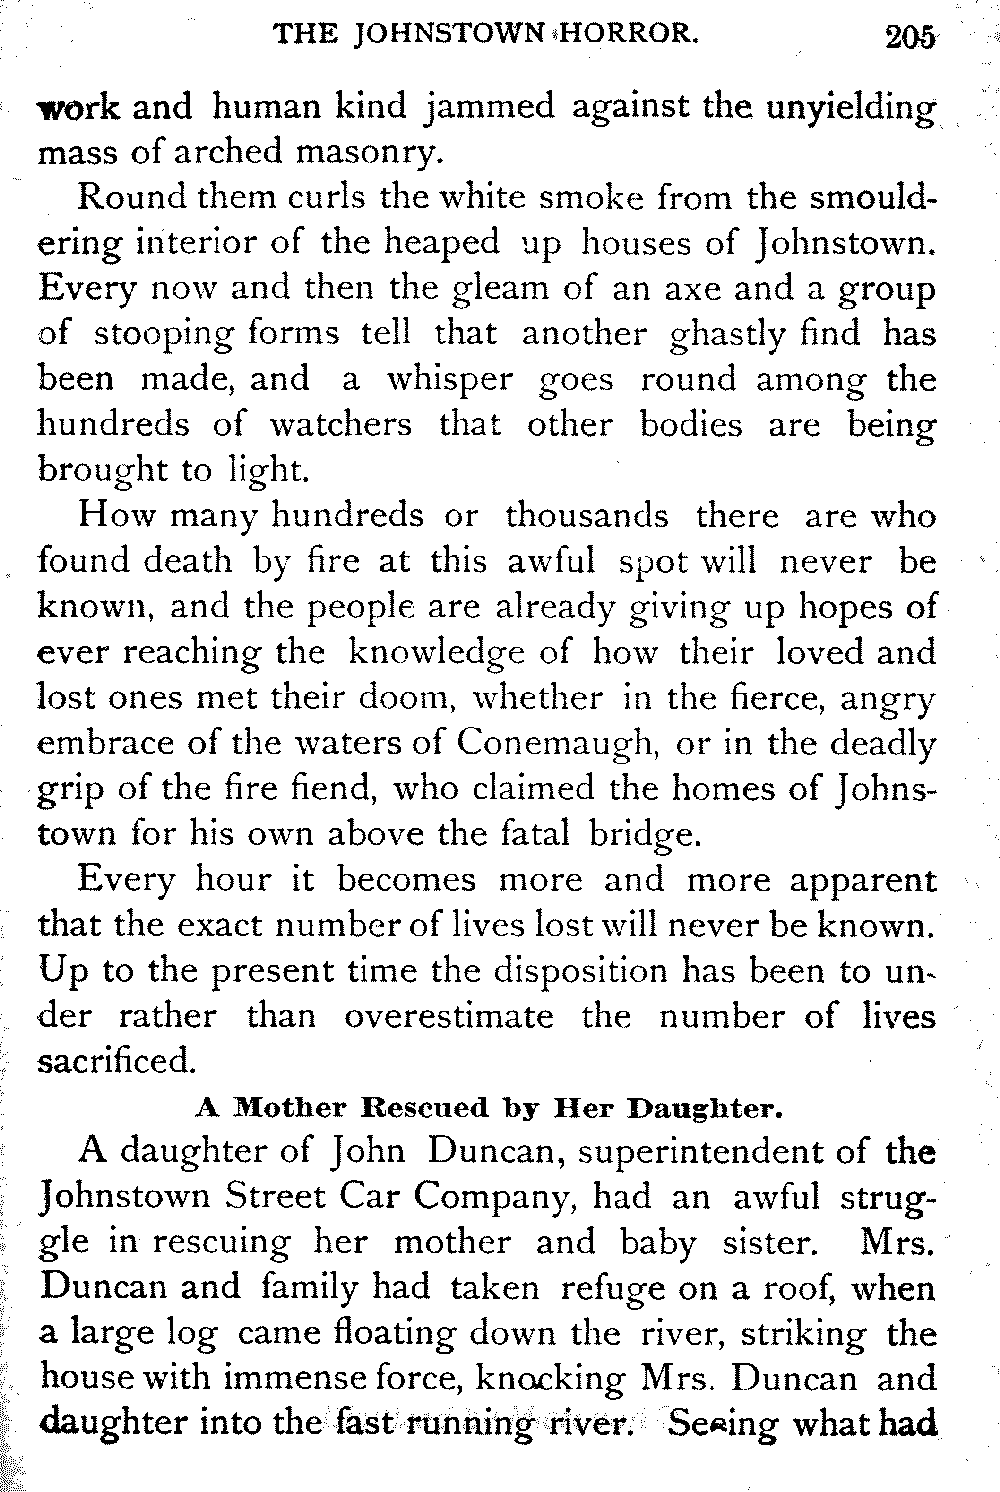 THE JOHNSTOWN HORROR. 205
work and human kind jammed against the unyielding
mass of arched masonry.
Round them curls the white smoke from the smould-
ering interior of the heaped up houses of Johnstown.
Every now and then the gleam of an axe and a group
of stooping forms tell that another ghastly find has
been made, and a whisper goes round among the
hundreds of watchers that other bodies are being
brought to light.
How many hundreds or thousands there are who
found death by fire at this awful spot will never be
known, and the people are already giving up hopes of
ever reaching the knowledge of how their loved and
lost ones met their doom, whether in the fierce, angry
embrace of the waters of Conemaugh, or in the deadly
grip of the fire fiend, who claimed the homes of Johns-
town for his own above the fatal bridge.
Every hour it becomes more and more apparent
that the exact number of lives lost will never be known.
Up to the present time the disposition has been to un-
der rather than overestimate the number of lives
sacrificed.
A Mother Rescued by Her Daughter.
A daughter of John Duncan, superintendent of the
Johnstown Street Car Company, had an awful strug-
gle in rescuing her mother and baby sister. Mrs.
Duncan and family had taken refuge on a roof, when
a large log came floating down the river, striking the
house with immense force, knocking Mrs. Duncan and
daughter into the fast running river. Seeing what had